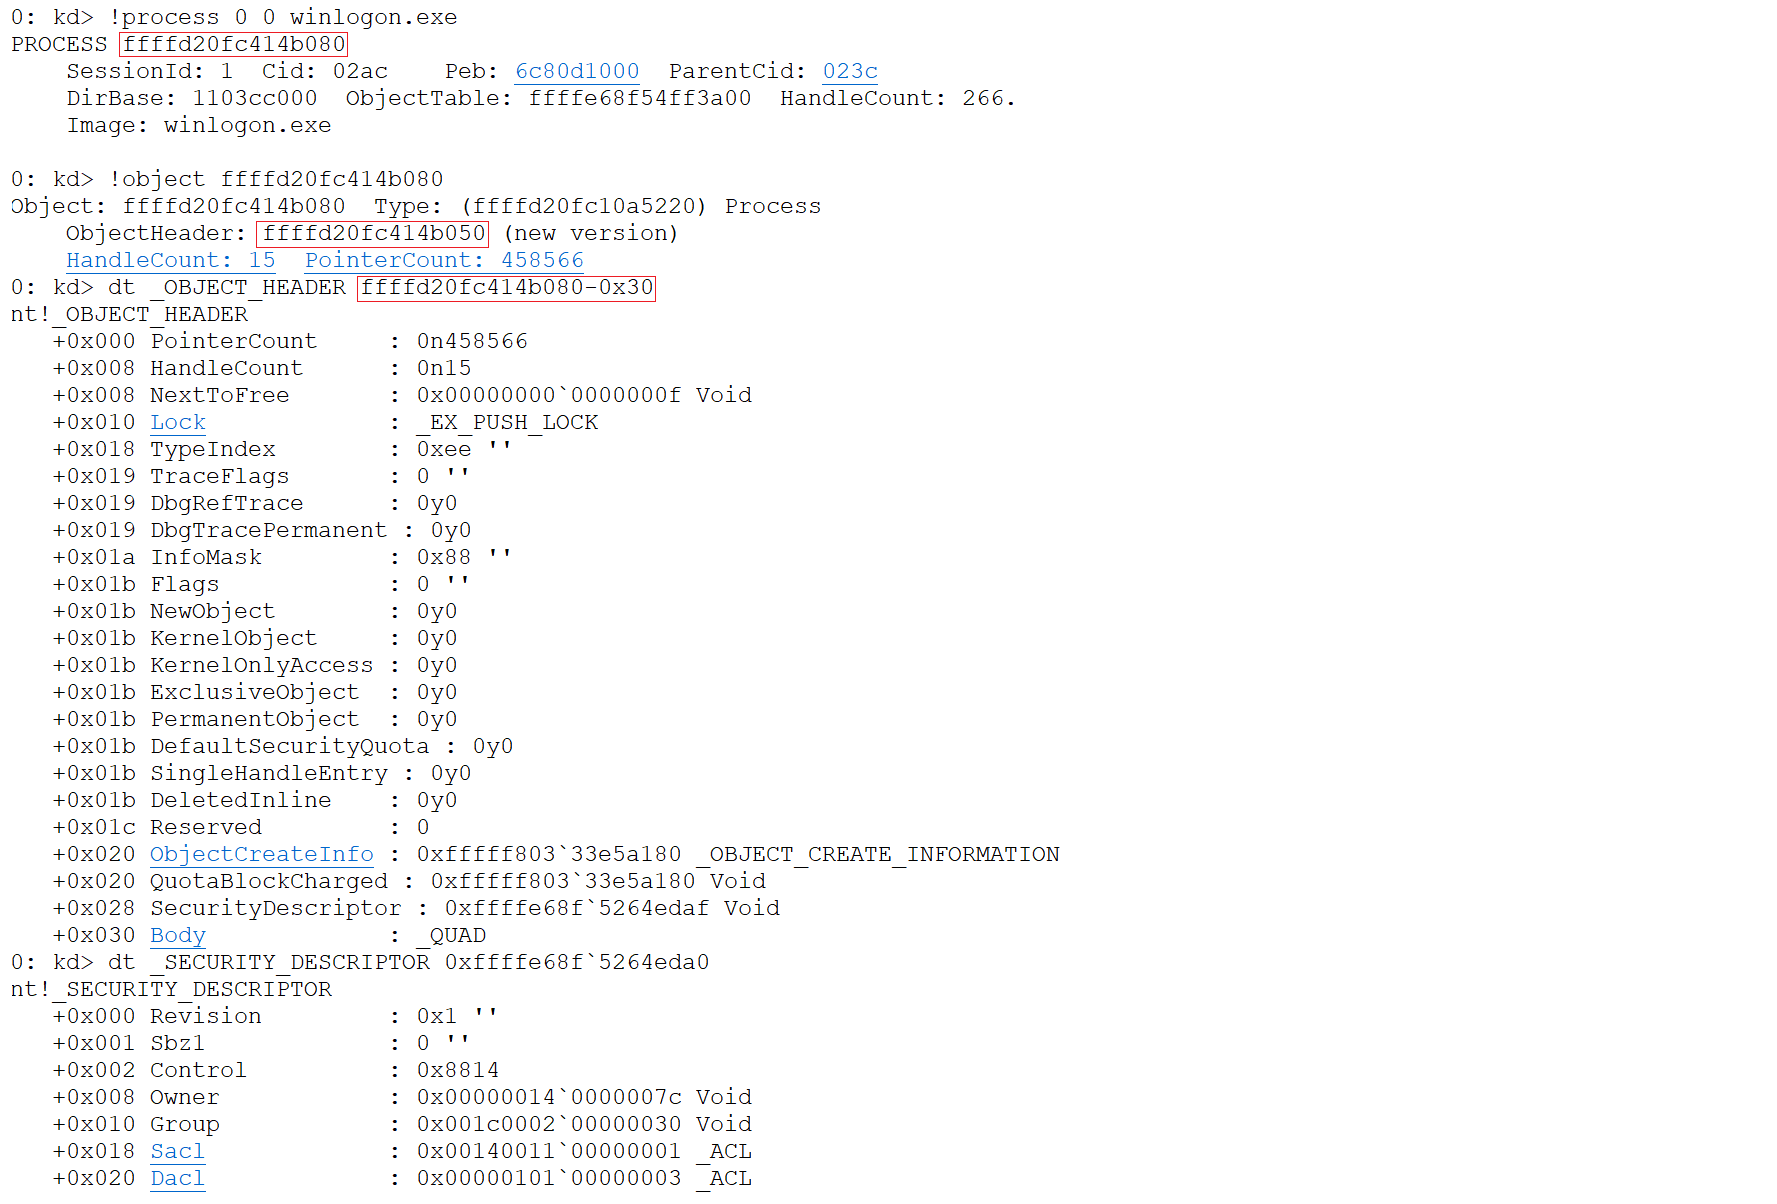 0: kd> !process 0 0 winlogon.exe
PROCESS ffffd20fc414b080
    SessionId: 1  Cid: 02ac    Peb: 6c80d1000  ParentCid: 023c
    DirBase: 1103cc000  ObjectTable: ffffe68f54ff3a00  HandleCount: 266.
    Image: winlogon.exe

0: kd> !object ffffd20fc414b080
Object: ffffd20fc414b080  Type: (ffffd20fc10a5220) Process
    ObjectHeader: ffffd20fc414b050 (new version)
    HandleCount: 15  PointerCount: 458566
0: kd> dt _OBJECT_HEADER ffffd20fc414b080-0x30
nt!_OBJECT_HEADER
   +0x000 PointerCount     : 0n458566
   +0x008 HandleCount      : 0n15
   +0x008 NextToFree       : 0x00000000`0000000f Void
   +0x010 Lock             : _EX_PUSH_LOCK
   +0x018 TypeIndex        : 0xee ''
   +0x019 TraceFlags       : 0 ''
   +0x019 DbgRefTrace      : 0y0
   +0x019 DbgTracePermanent : 0y0
   +0x01a InfoMask         : 0x88 ''
   +0x01b Flags            : 0 ''
   +0x01b NewObject        : 0y0
   +0x01b KernelObject     : 0y0
   +0x01b KernelOnlyAccess : 0y0
   +0x01b ExclusiveObject  : 0y0
   +0x01b PermanentObject  : 0y0
   +0x01b DefaultSecurityQuota : 0y0
   +0x01b SingleHandleEntry : 0y0
   +0x01b DeletedInline    : 0y0
   +0x01c Reserved         : 0
   +0x020 ObjectCreateInfo : 0xfffff803`33e5a180 _OBJECT_CREATE_INFORMATION
   +0x020 QuotaBlockCharged : 0xfffff803`33e5a180 Void
   +0x028 SecurityDescriptor : 0xffffe68f`5264edaf Void
   +0x030 Body             : _QUAD
0: kd> dt _SECURITY_DESCRIPTOR 0xffffe68f`5264eda0
nt!_SECURITY_DESCRIPTOR
   +0x000 Revision         : 0x1 ''
   +0x001 Sbz1             : 0 ''
   +0x002 Control          : 0x8814
   +0x008 Owner            : 0x00000014`0000007c Void
   +0x010 Group            : 0x001c0002`00000030 Void
   +0x018 Sacl             : 0x00140011`00000001 _ACL
   +0x020 Dacl             : 0x00000101`00000003 _ACL